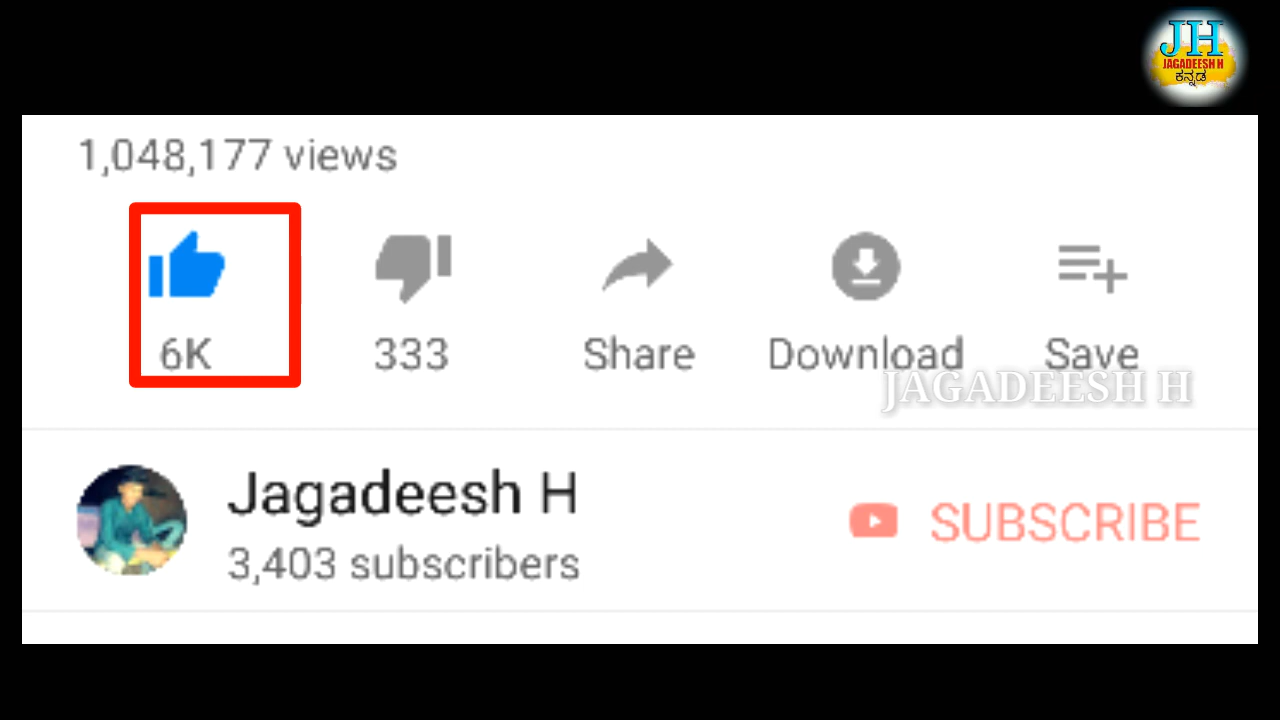 JH
JAGADEESH H
ಕನ್ನಡ
1,048,177 views
6K 333 Share Download Save
JAGADEESH H
Jagadeesh H
3,403 subscribers
SUBSCRIBE